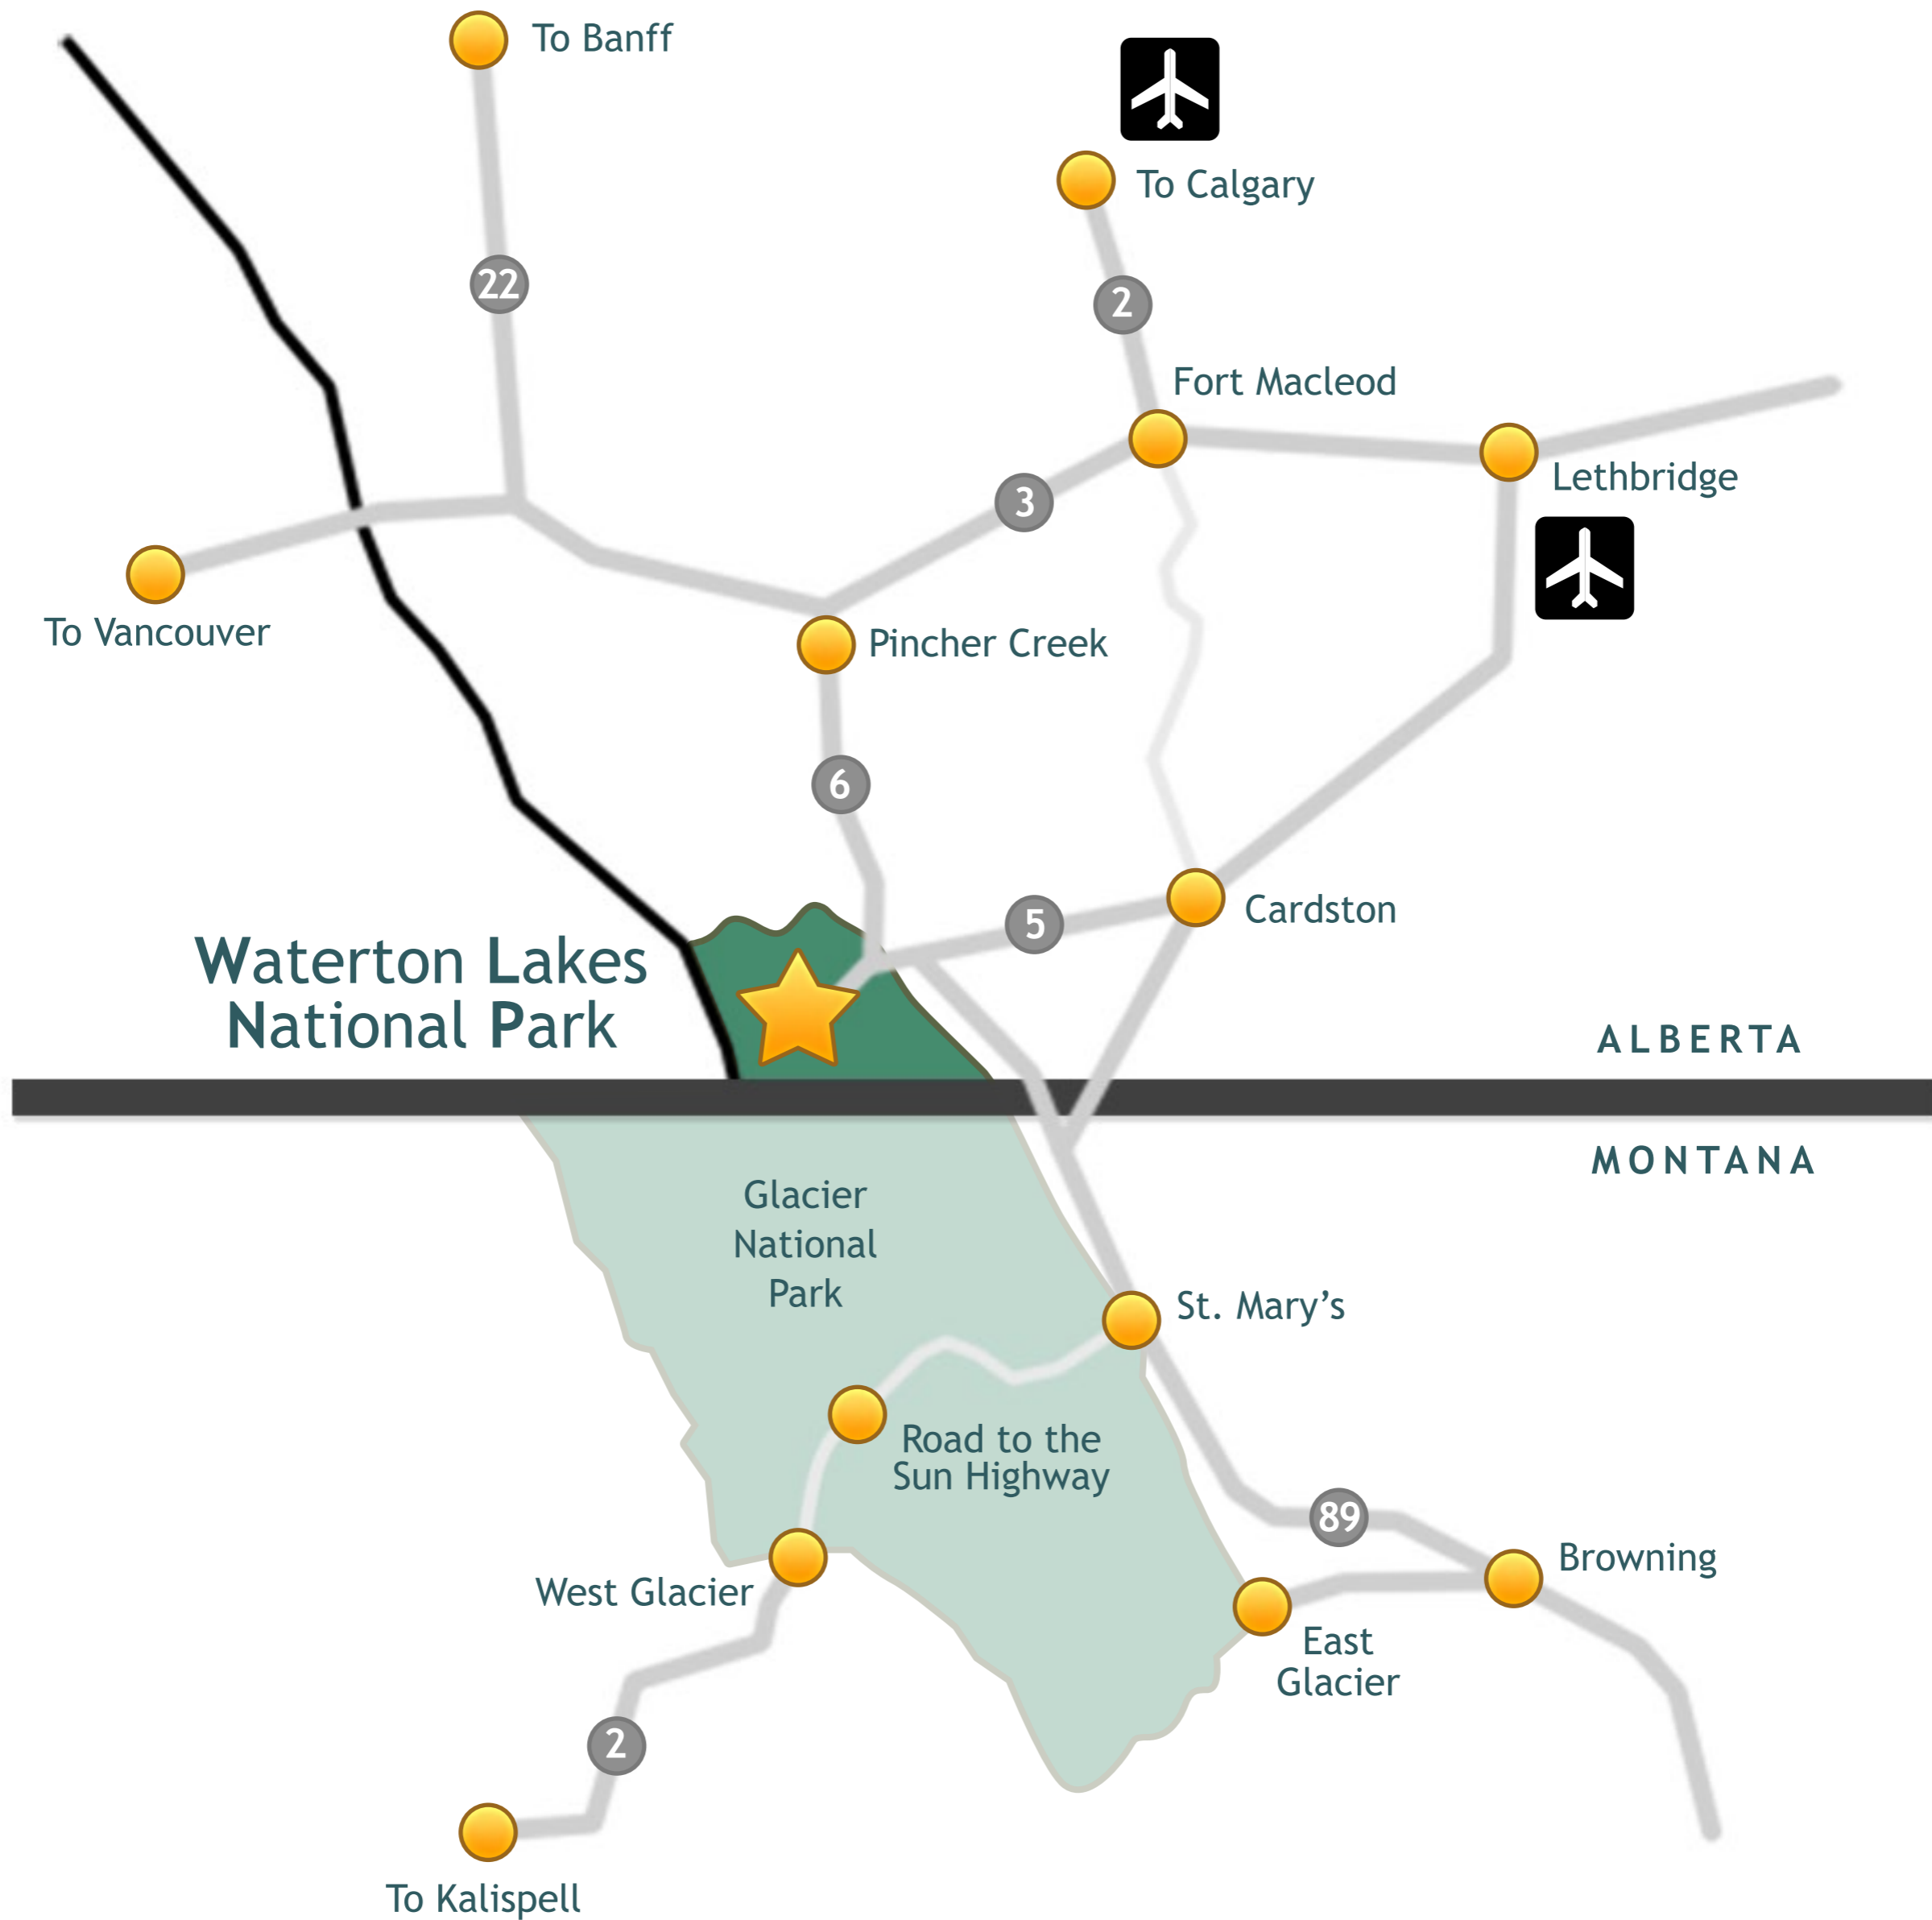 To Banff
To Calgary
22
2
Fort Macleod
3
Lethbridge
To Vancouver
Pincher Creek
6
5
Cardston
Waterton Lakes
National Park
ALBERTA
MONTANA
Glacier
National
Park
St. Mary’s
Road to the
Sun Highway
89
Browning
West Glacier
East
Glacier
2
To Kalispell